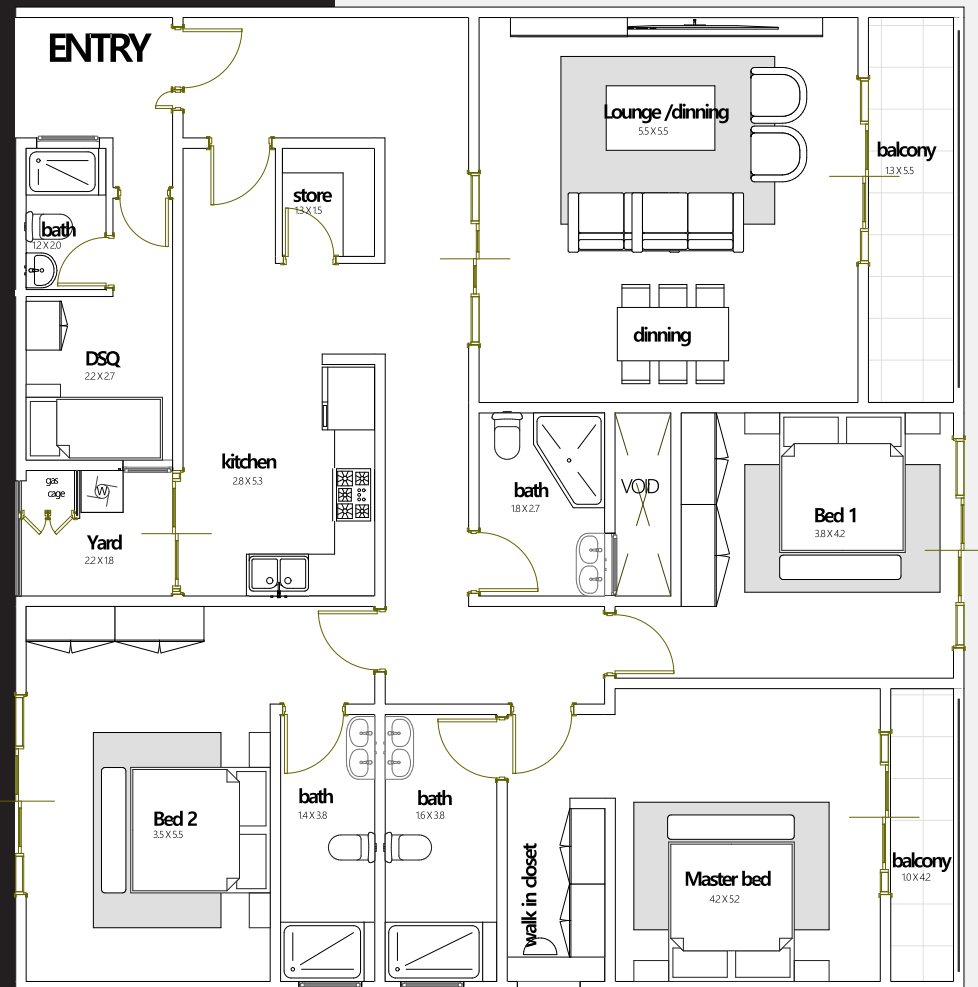 ENTRY
Lounge /dinning
5.5 X 5.5
balcony
1.3 X 5.5
store
1.3 X 1.5
bath
1.2 X 2.0
dinning
DSQ
2.2 X 2.7
kitchen
2.8 X 5.3
gas
cage
W
bath
1.8 X 2.7
VOID
Bed 1
3.8 X 4.2
Yard
2.2 X 1.8
bath
1.4 X 3.8
bath
1.6 X 3.8
Bed 2
3.5 X 5.5
walk in closet
Master bed
4.2 X 5.2
balcony
1.0 X 4.2